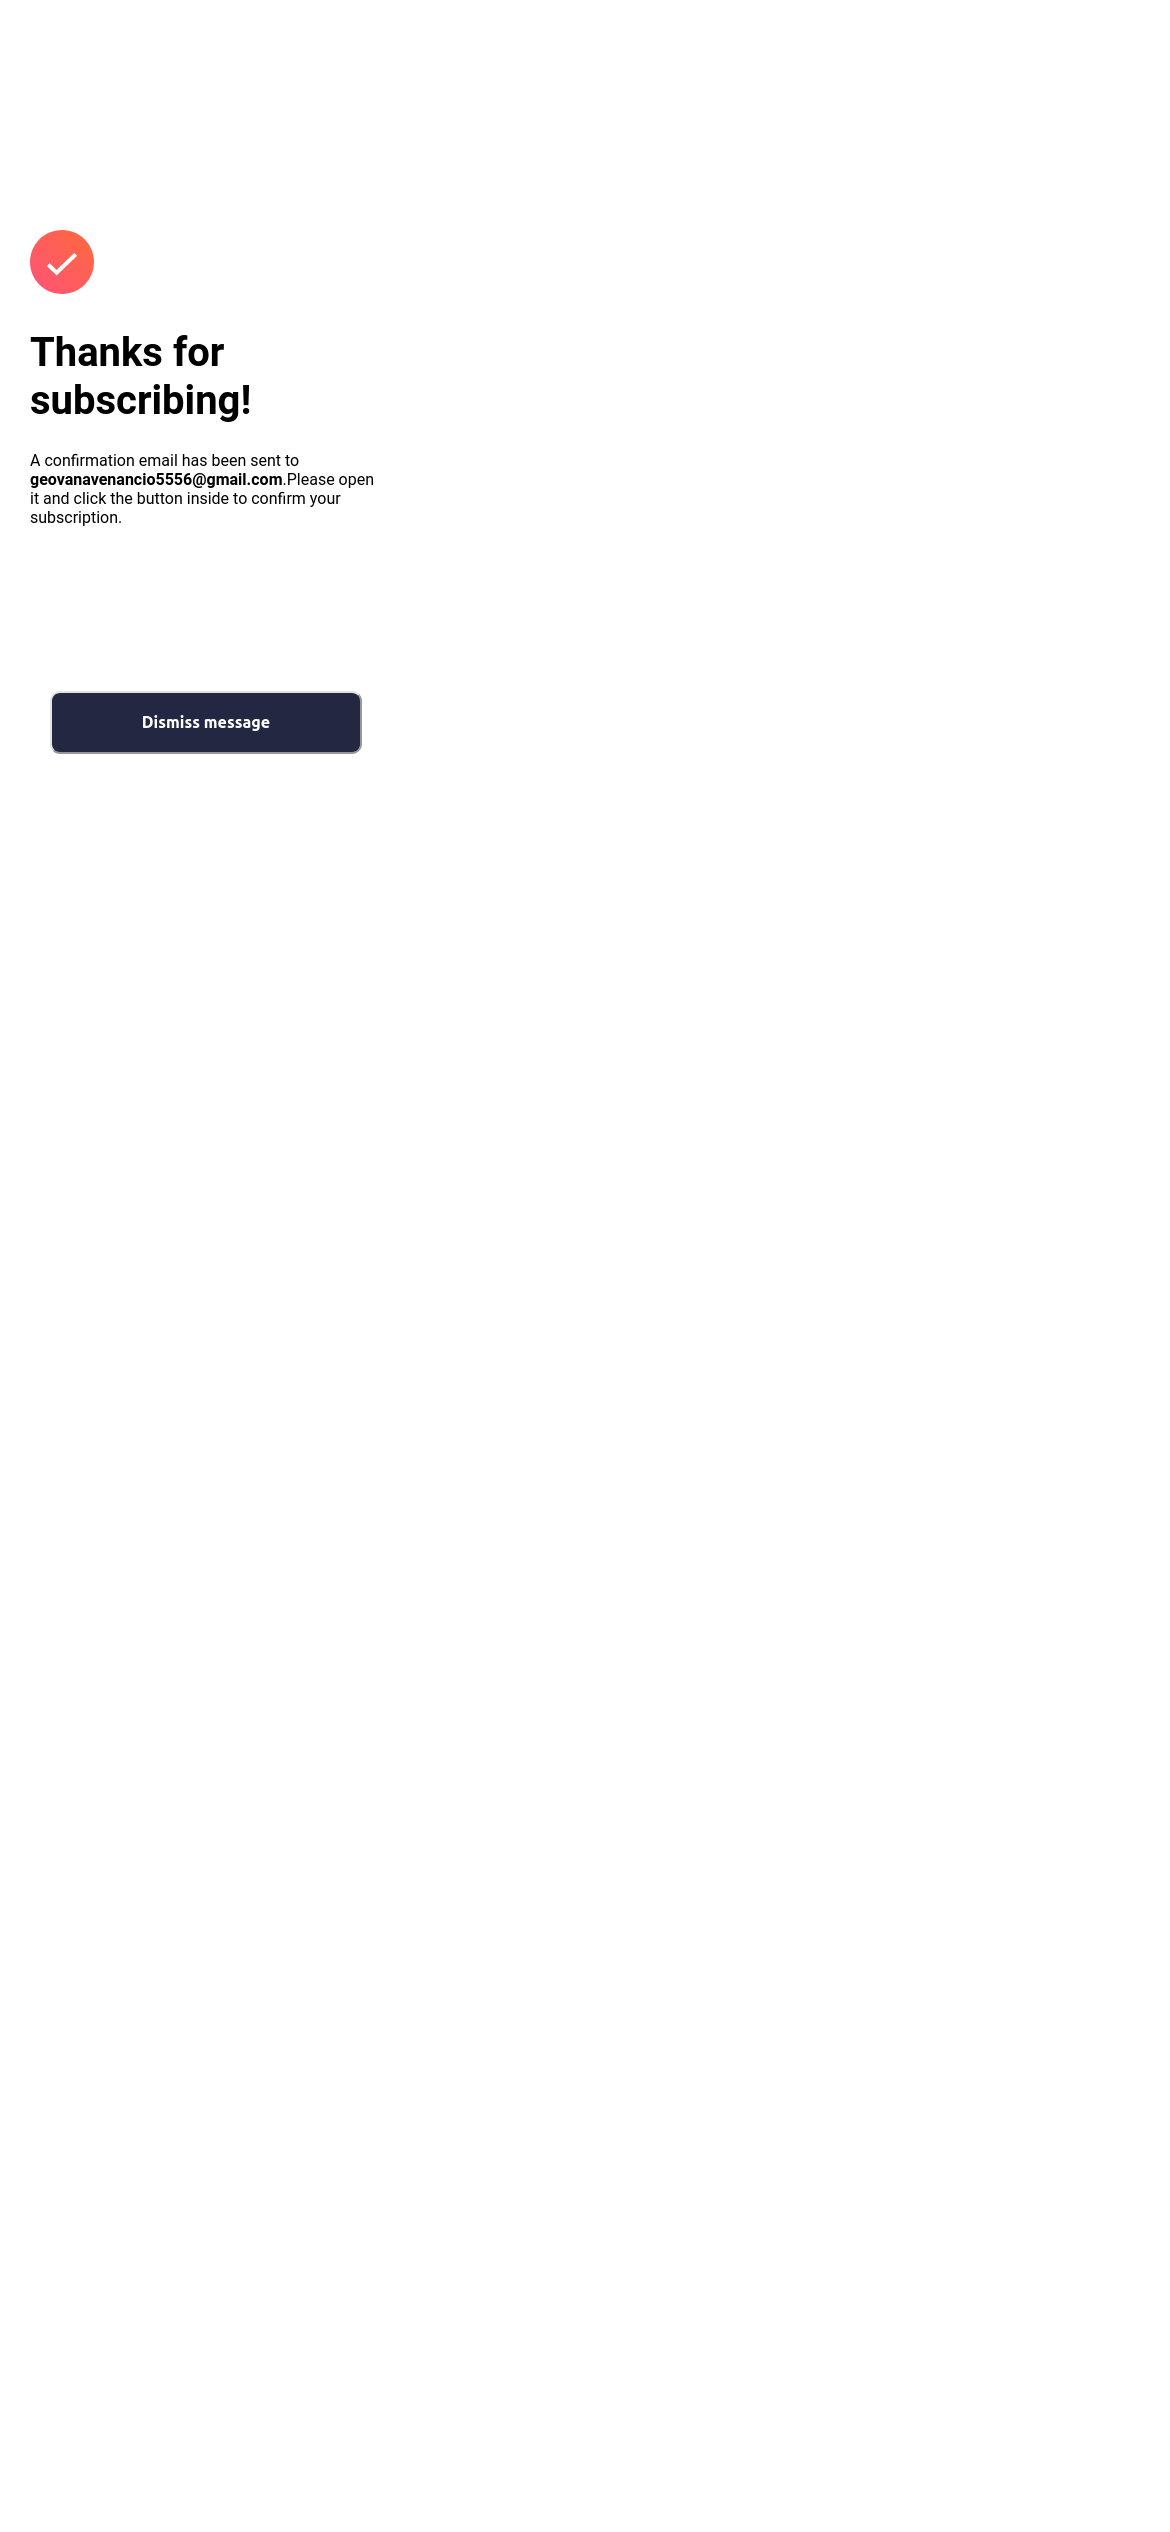 Thanks for
subscribing!
A confirmation email has been sent to
geovanavenancio5556@gmail.com.Please open
it and click the button inside to confirm your
subscription.
Dismiss message